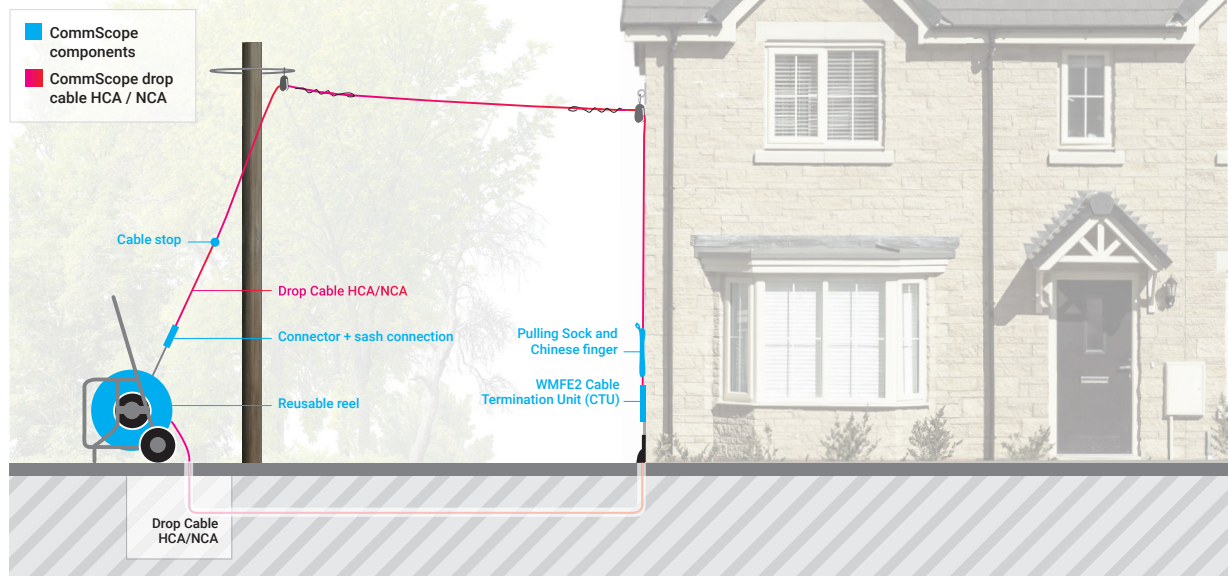 CommScope
components
CommScope drop
cable HCA / NCA
Cable stop
Drop Cable HCA/NCA
Connector + sash connection
Pulling Sock and
Chinese finger
WMFE2 Cable
Termination Unit (CTU)
Reusable reel
Drop Cable
HCA/NCA